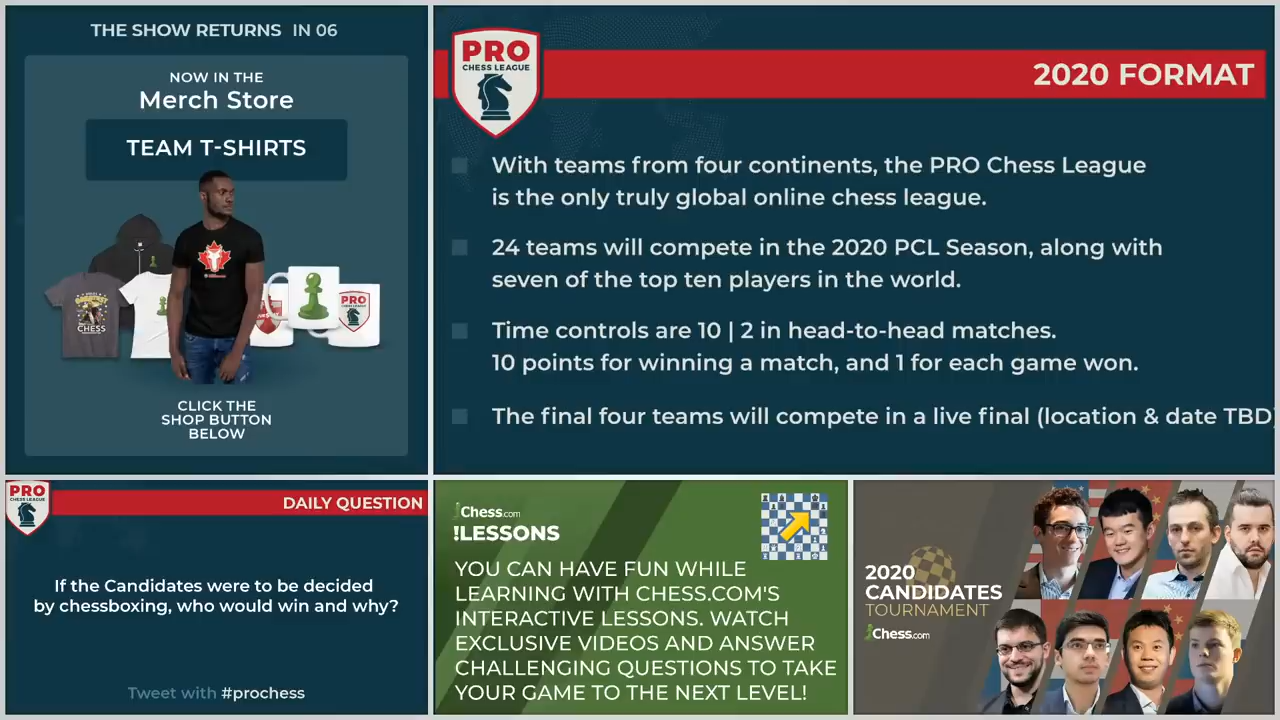 THE SHOW RETURNS IN 06
NOW IN THE
Merch Store
TEAM T-SHIRTS
CHESS
PRO
CLICK THE
SHOP BUTTON
BELOW
PRO
CHESS LEAGUE
2020 FORMAT
With teams from four continents, the PRO Chess League
is the only truly global online chess league.
24 teams will compete in the 2020 PCL Season, along with
seven of the top ten players in the world.
Time controls are 10 | 2 in head-to-head matches.
10 points for winning a match, and 1 for each game won.
The final four teams will compete in a live final (location & date TBD
PRO
CHESS LEAGUE
DAILY QUESTION
If the Candidates were to be decided
by chessboxing, who would win and why?
Tweet with #prochess
Chess.com
!LESSONS
YOU CAN HAVE FUN WHILE
LEARNING WITH CHESS.COM'S
INTERACTIVE LESSONS. WATCH
EXCLUSIVE VIDEOS AND ANSWER
CHALLENGING QUESTIONS TO TAKE
YOUR GAME TO THE NEXT LEVEL!
2020
CANDIDATES
TOURNAMENT
Chess.com